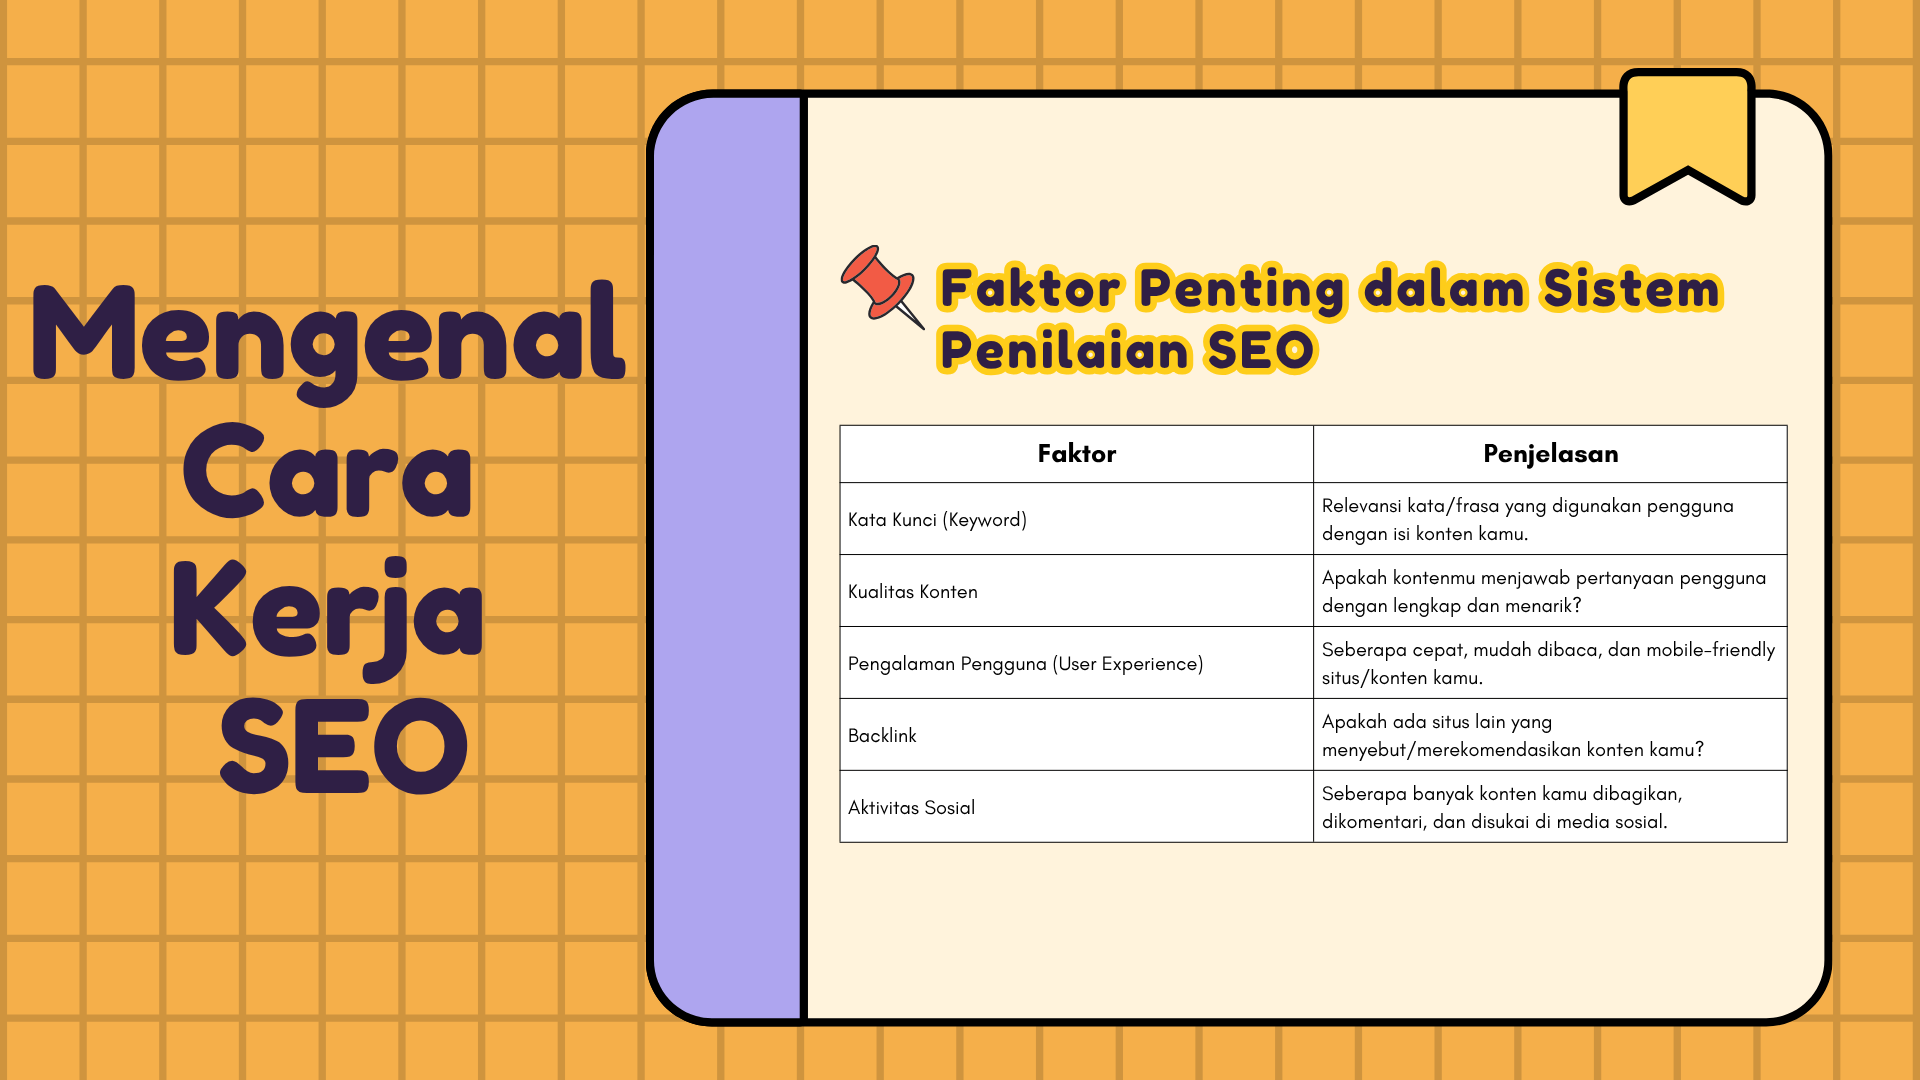 Mengenal
Cara
Kerja
SEO
Faktor Penting dalam Sistem
Penilaian SEO
Faktor
Penjelasan
Kata Kunci (Keyword)
Relevansi kata/frasa yang digunakan pengguna
dengan isi konten kamu.
Kualitas Konten
Apakah kontenmu menjawab pertanyaan pengguna
dengan lengkap dan menarik?
Pengalaman Pengguna (User Experience)
Seberapa cepat, mudah dibaca, dan mobile-friendly
situs/konten kamu.
Backlink
Apakah ada situs lain yang
menyebut/merekomendasikan konten kamu?
Aktivitas Sosial
Seberapa banyak konten kamu dibagikan,
dikomentari, dan disukai di media sosial.